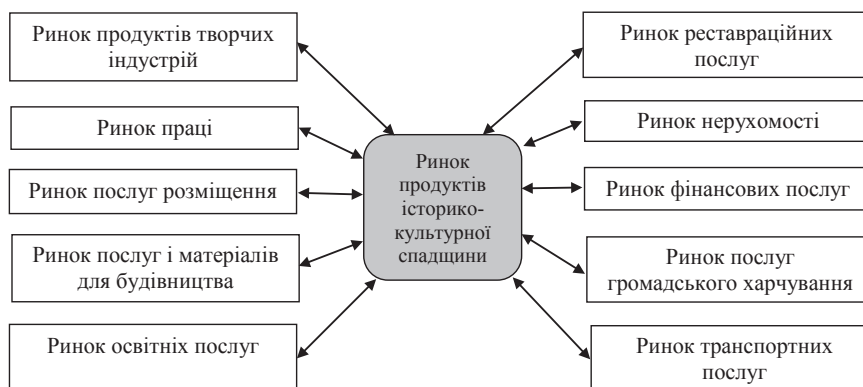 Ринок продуктів творчих
індустрій
Ринок праці
Ринок послуг розміщення
Ринок послуг і матеріалів
для будівництва
Ринок освітніх послуг
Ринок
продуктів
історико-
культурної
спадщини
Ринок реставраційних
послуг
Ринок нерухомості
Ринок фінансових послуг
Ринок послуг
громадського харчування
Ринок транспортних
послуг